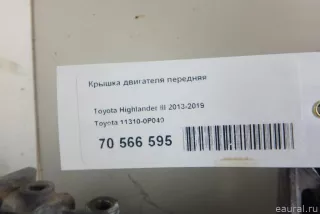 Крышка двигателя передняя
Toyota Highlander III 2013-2019
Toyota 11310-0P040
70 566 595
eaural.ru